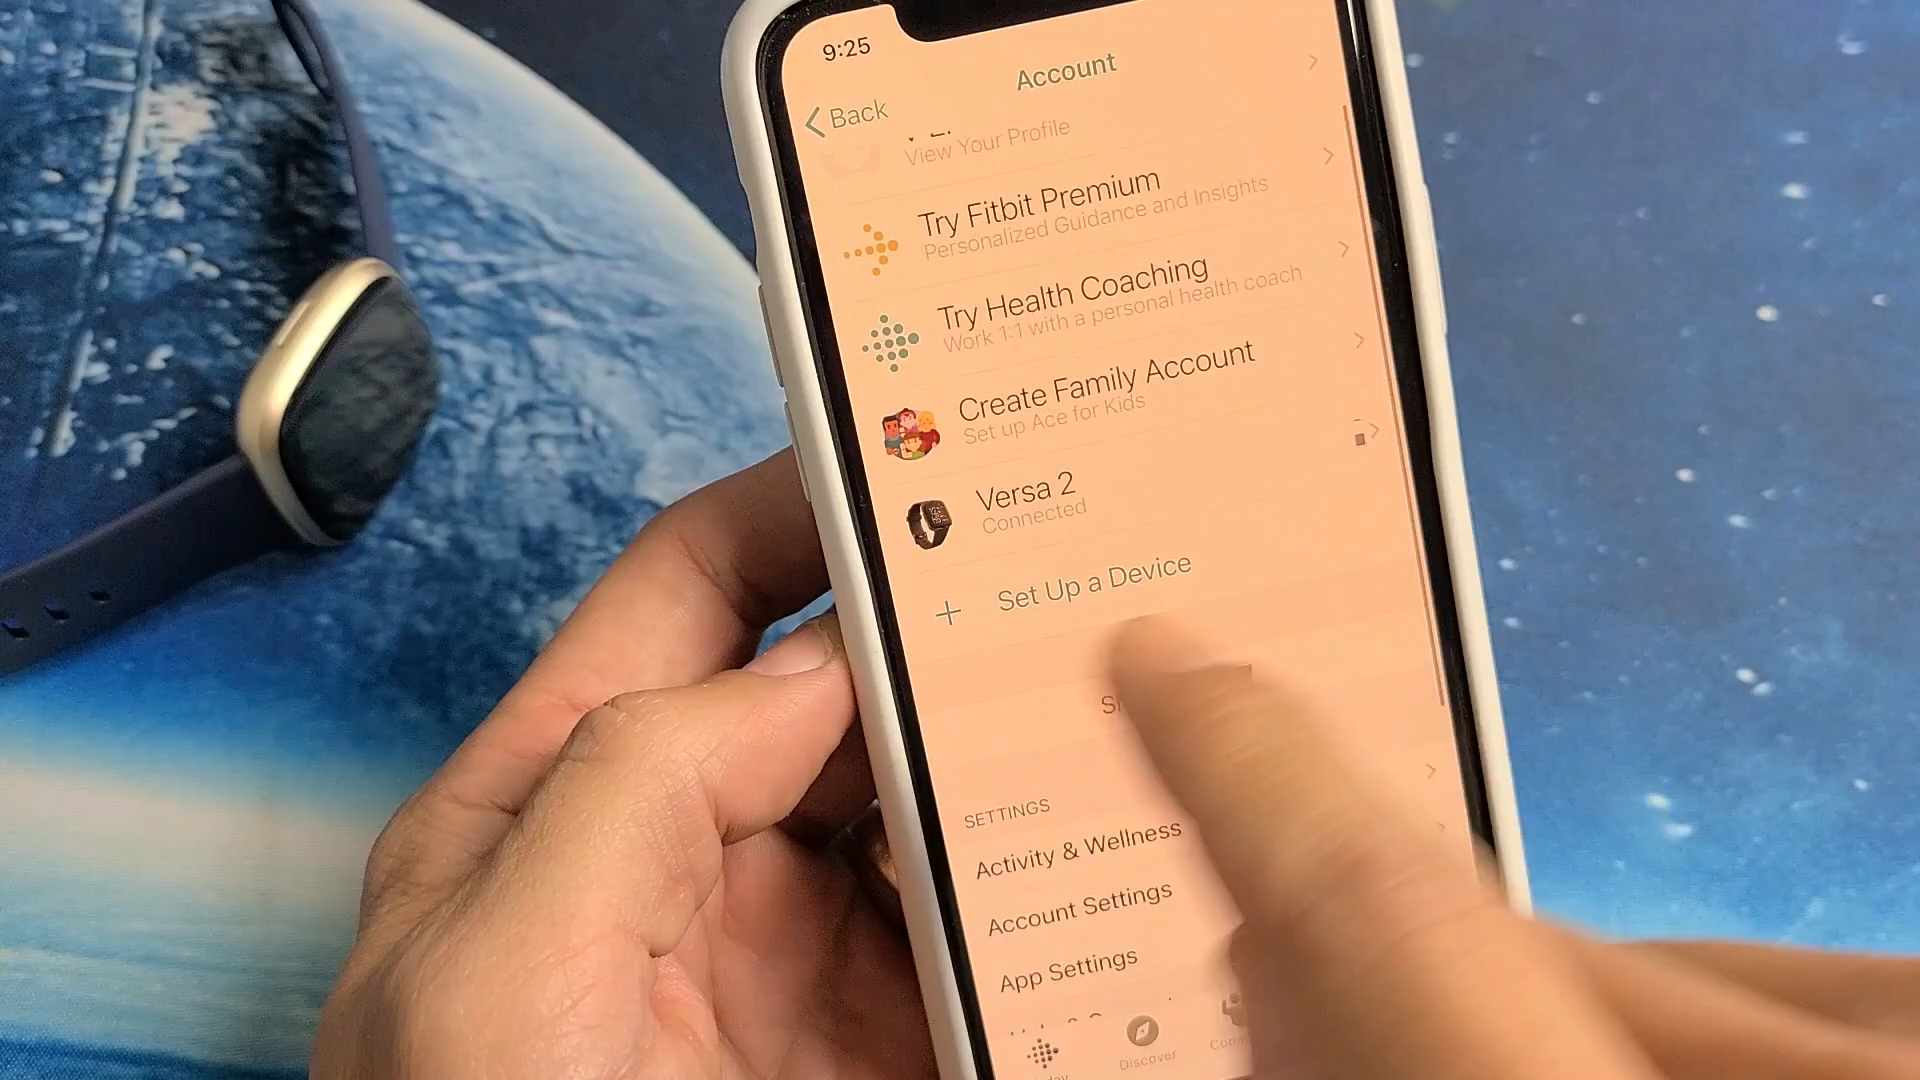 9:25
Account
Back
View Your Profile
Try Fitbit Premium
Personalized Guidance and Insights
Try Health Coaching
Work 1:1 with a personal health coach
Create Family Account
Set up Ace for Kids
Versa 2
Connected
+ Set Up a Device
SETTINGS
Activity & Wellness
Account Settings
App Settings
Discover